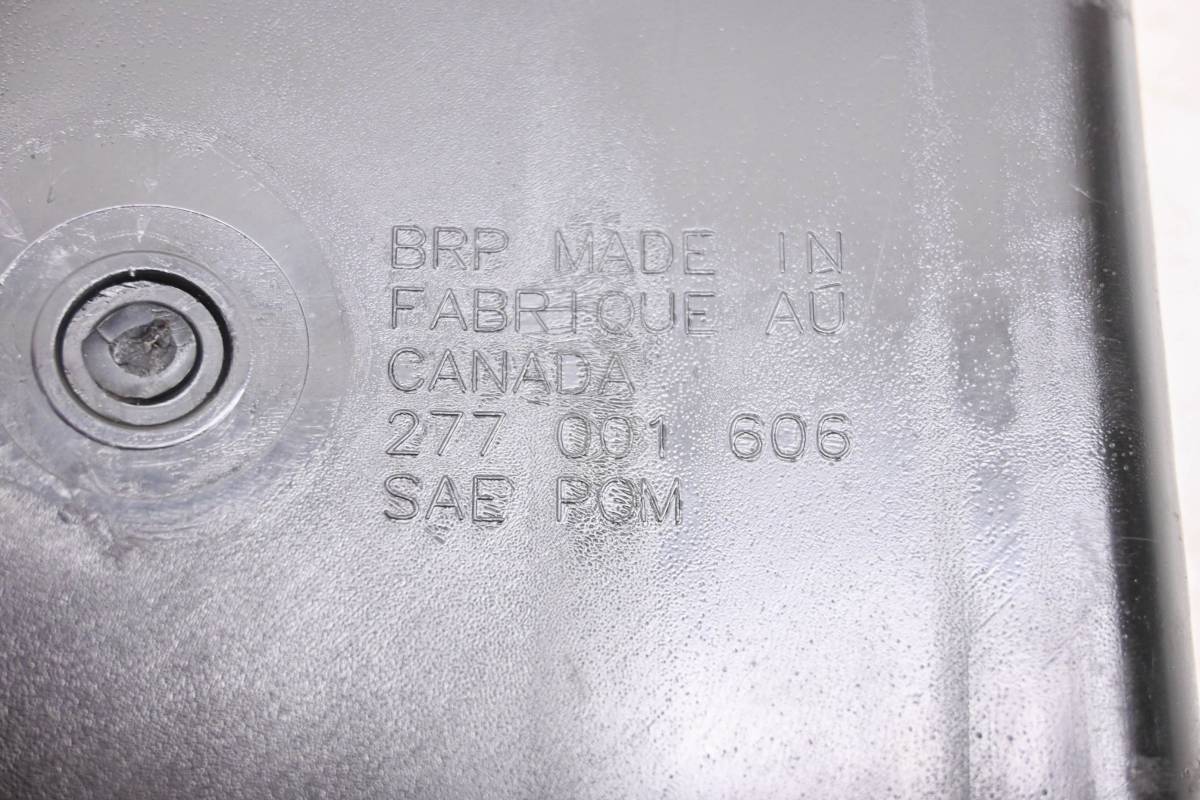 BRP MADE IN
FABRIQUE AU
CANADA
277 001 606
SAE POM